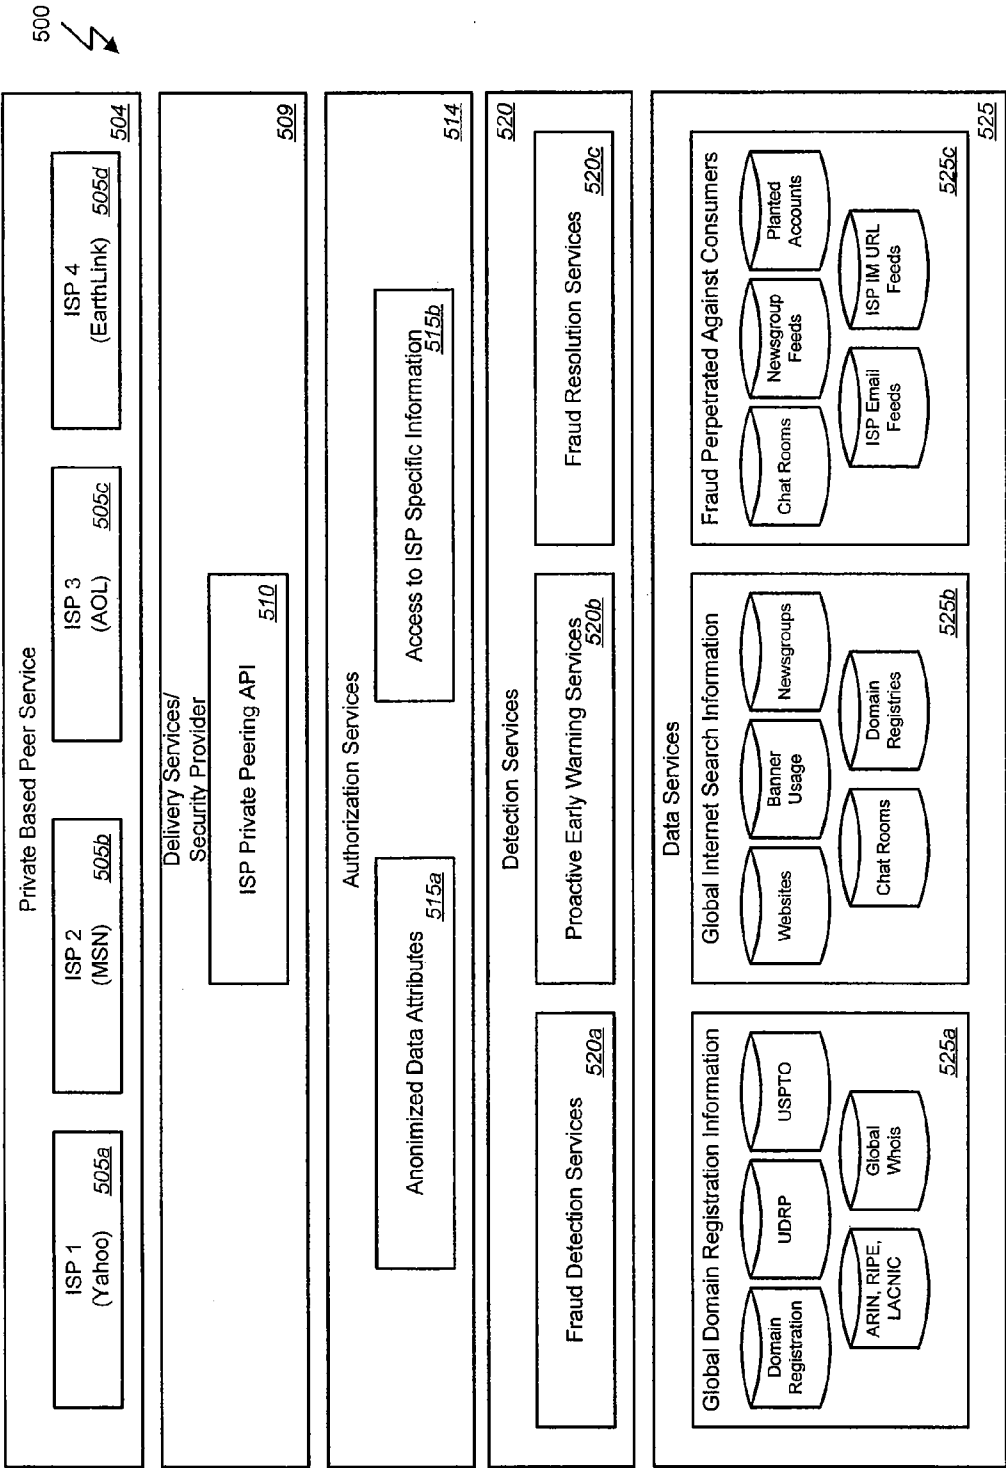 500
Private Based Peer Service
504
ISP 1
(Yahoo)
505a
ISP 2
(MSN)
505b
ISP 3
(AOL)
505c
ISP 4
(EarthLink)
505d
Delivery Services/
Security Provider
509
ISP Private Peering API
510
Authorization Services
514
Anonimized Data Attributes
515a
Access to ISP Specific Information
515b
Detection Services
520
Fraud Detection Services
520a
Proactive Early Warning Services
520b
Fraud Resolution Services
520c
Data Services
525
Global Domain Registration Information
Domain
Registration
UDRP
USPTO
ARIN, RIPE,
LACNIC
Global
Whois
525a
Global Internet Search Information
Websites
Banner
Usage
Newsgroups
Chat Rooms
Domain
Registries
525b
Fraud Perpetrated Against Consumers
Chat Rooms
Newsgroup
Feeds
Planted
Accounts
ISP Email
Feeds
ISP IM URL
Feeds
525c